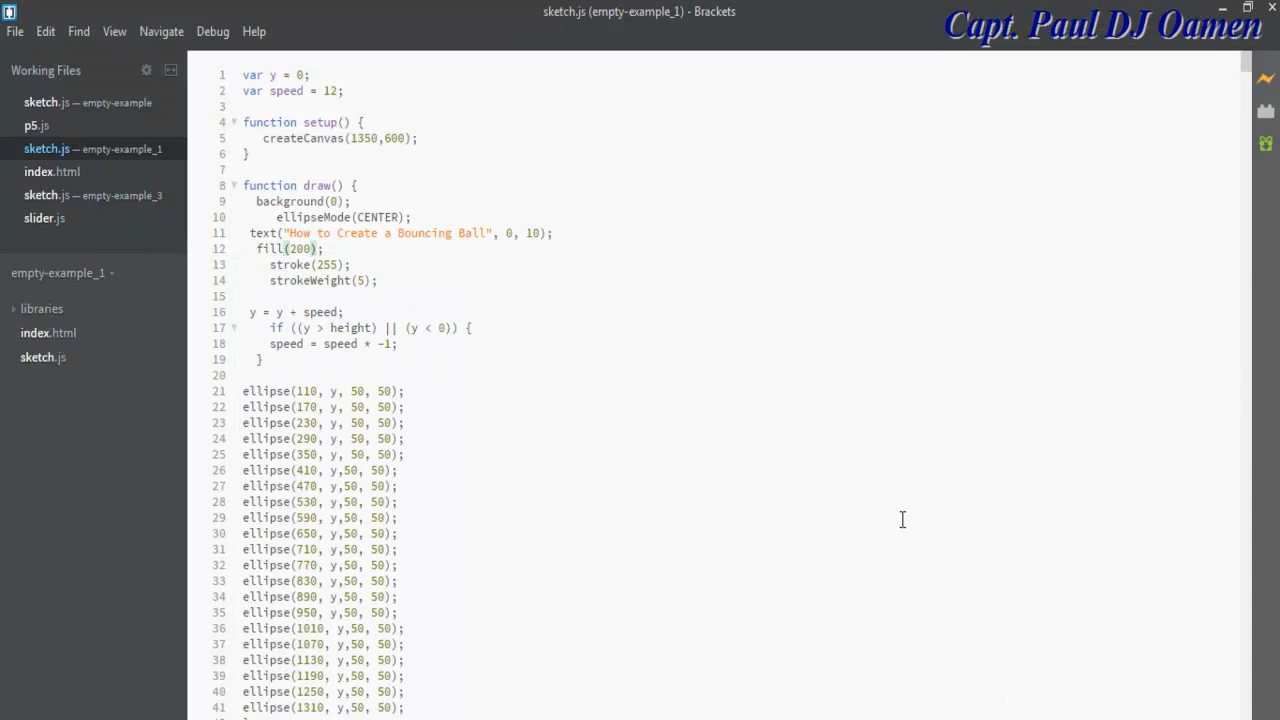 sketch.js (empty-example_1) - Brackets
Capt. Paul DJ Oamen
File Edit Find View Navigate Debug Help
Working Files
sketch.js — empty-example
p5.js
sketch.js — empty-example_1
index.html
sketch.js — empty-example_3
slider.js
empty-example_1
libraries
index.html
sketch.js
1 var y = 0;
2 var speed = 12;
3
4 function setup() {
5 createCanvas(1350,600);
6 }
7
8 function draw() {
9 background(0);
10 ellipseMode(CENTER);
11 text("How to Create a Bouncing Ball", 0, 10);
12 fill(200);
13 stroke(255);
14 strokeWeight(5);
15
16 y = y + speed;
17 if ((y > height) || (y < 0)) {
18 speed = speed * -1;
19 }
20
21 ellipse(110, y, 50, 50);
22 ellipse(170, y, 50, 50);
23 ellipse(230, y, 50, 50);
24 ellipse(290, y, 50, 50);
25 ellipse(350, y, 50, 50);
26 ellipse(410, y,50, 50);
27 ellipse(470, y,50, 50);
28 ellipse(530, y,50, 50);
29 ellipse(590, y,50, 50);
30 ellipse(650, y,50, 50);
31 ellipse(710, y,50, 50);
32 ellipse(770, y,50, 50);
33 ellipse(830, y,50, 50);
34 ellipse(890, y,50, 50);
35 ellipse(950, y,50, 50);
36 ellipse(1010, y,50, 50);
37 ellipse(1070, y,50, 50);
38 ellipse(1130, y,50, 50);
39 ellipse(1190, y,50, 50);
40 ellipse(1250, y,50, 50);
41 ellipse(1310, y,50, 50);